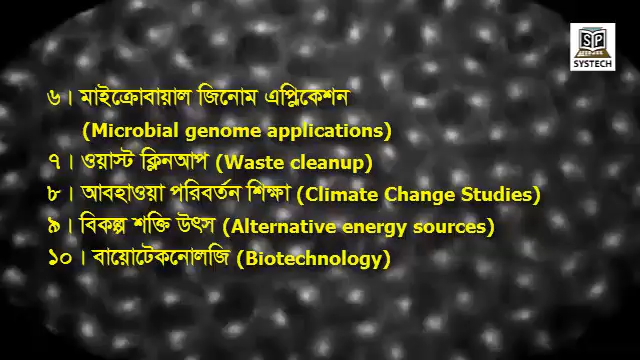 SP
SYSTECH
৬। মাইক্রোবায়াল জিনোম এপ্লিকেশন
(Microbial genome applications)
৭। ওয়াস্ট ক্লিনআপ (Waste cleanup)
৮। আবহাওয়া পরিবর্তন শিক্ষা (Climate Change Studies)
৯। বিকল্প শক্তি উৎস (Alternative energy sources)
১০। বায়োটেকনোলজি (Biotechnology)